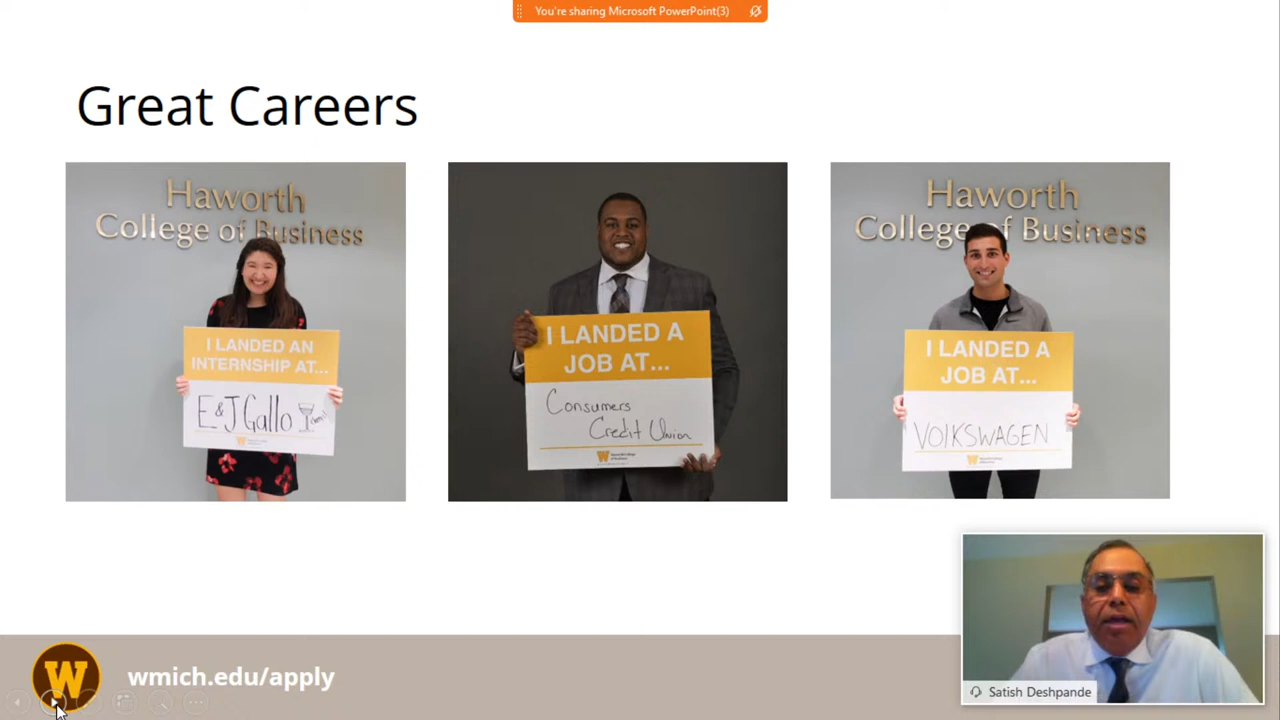 You're sharing Microsoft PowerPoint(3)
Great Careers
Haworth
College of Business
I LANDED AN
INTERNSHIP AT...
E & J Gallo
I LANDED A
JOB AT...
Consumers
Credit Union
Haworth
College of Business
I LANDED A
JOB AT...
VOlKSWAGEN
W
wmich.edu/apply
Satish Deshpande